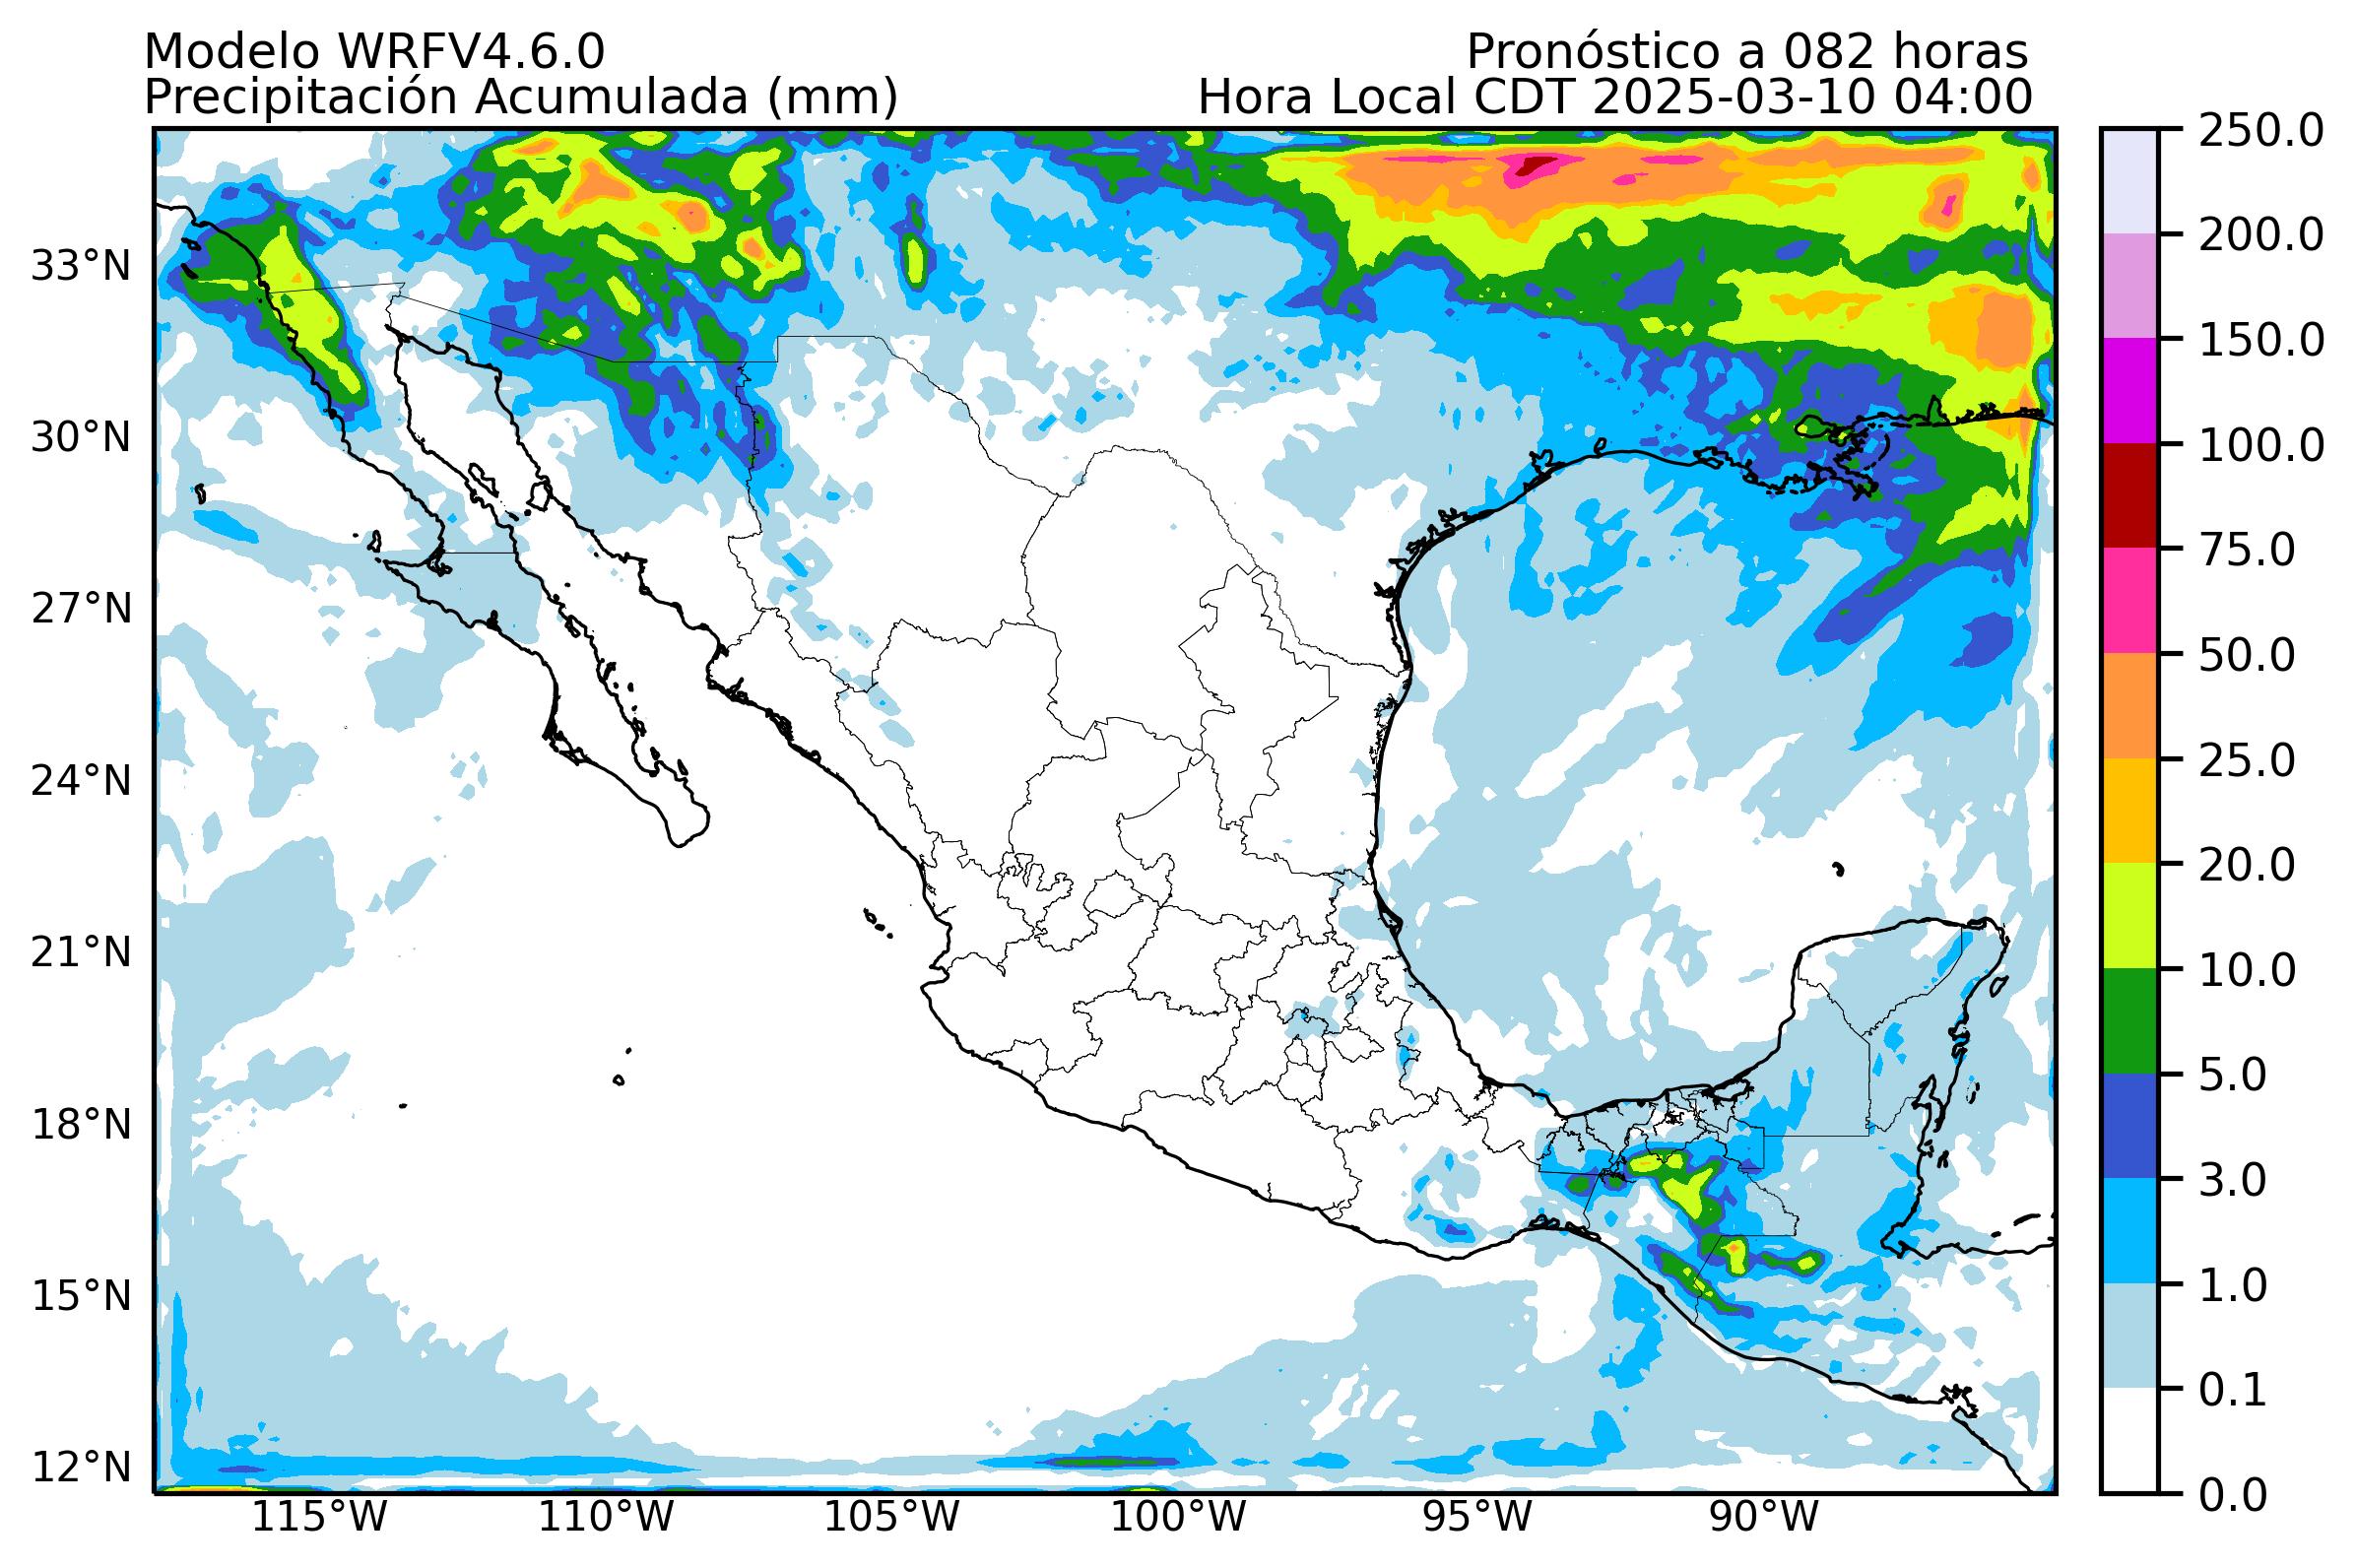 Modelo WRFV4.6.0
Pronóstico a 082 horas
Precipitación Acumulada (mm)
Hora Local CDT 2025-03-10 04:00
33°N
30°N
27°N
24°N
21°N
18°N
15°N
12°N
115°W
110°W
105°W
100°W
95°W
90°W
250.0
200.0
150.0
100.0
75.0
50.0
25.0
20.0
10.0
5.0
3.0
1.0
0.1
0.0